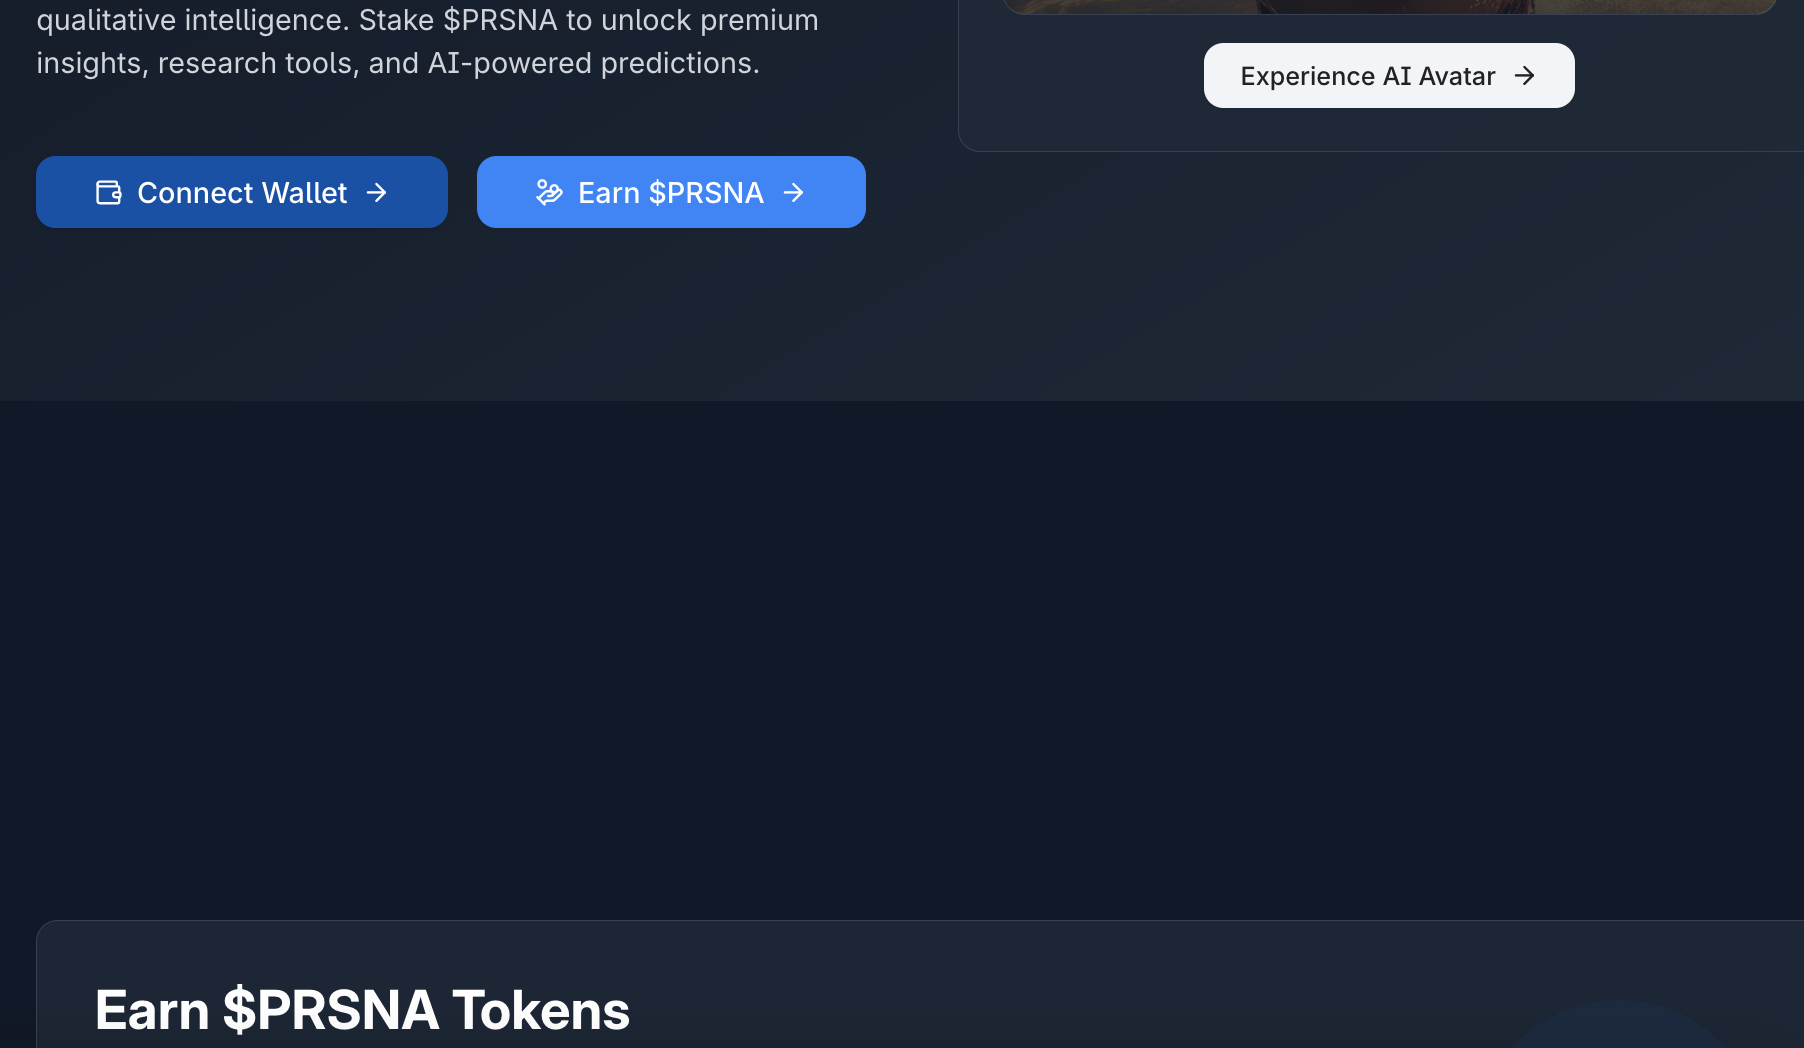 qualitative intelligence. Stake $PRSNA to unlock premium
insights, research tools, and AI-powered predictions.
Connect Wallet
Earn $PRSNA
Experience AI Avatar
Earn $PRSNA Tokens